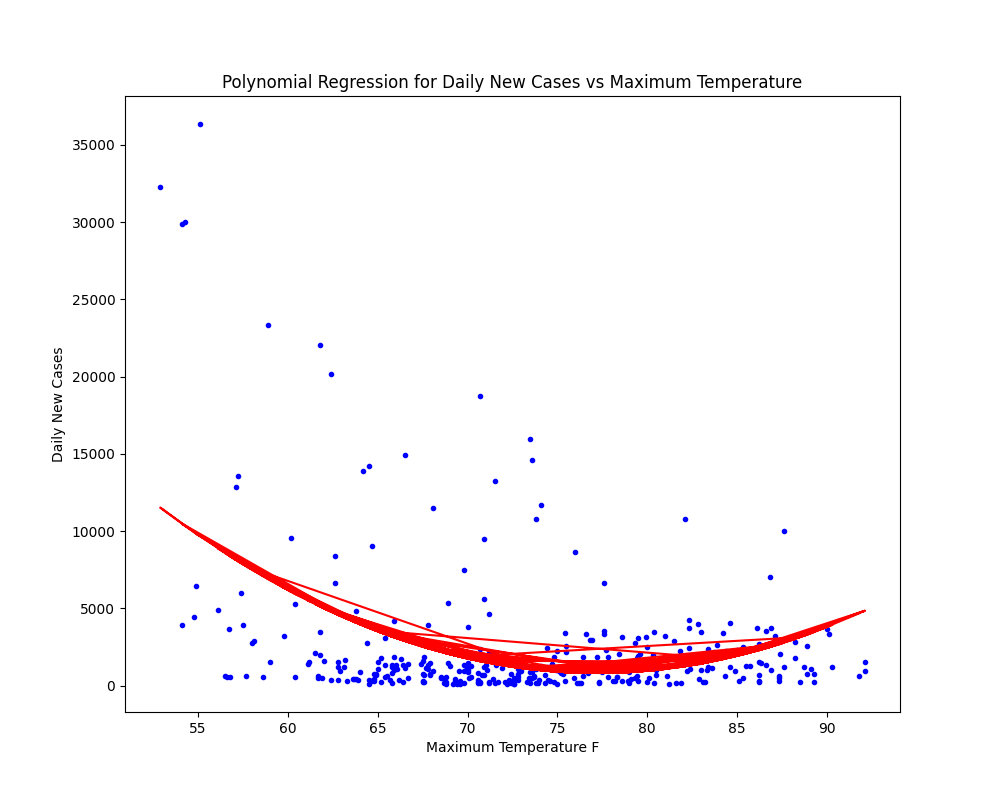 Polynomial Regression for Daily New Cases vs Maximum Temperature
35000
30000
25000
20000
15000
10000
5000
0
Daily New Cases
55 60 65 70 75 80 85 90
Maximum Temperature F